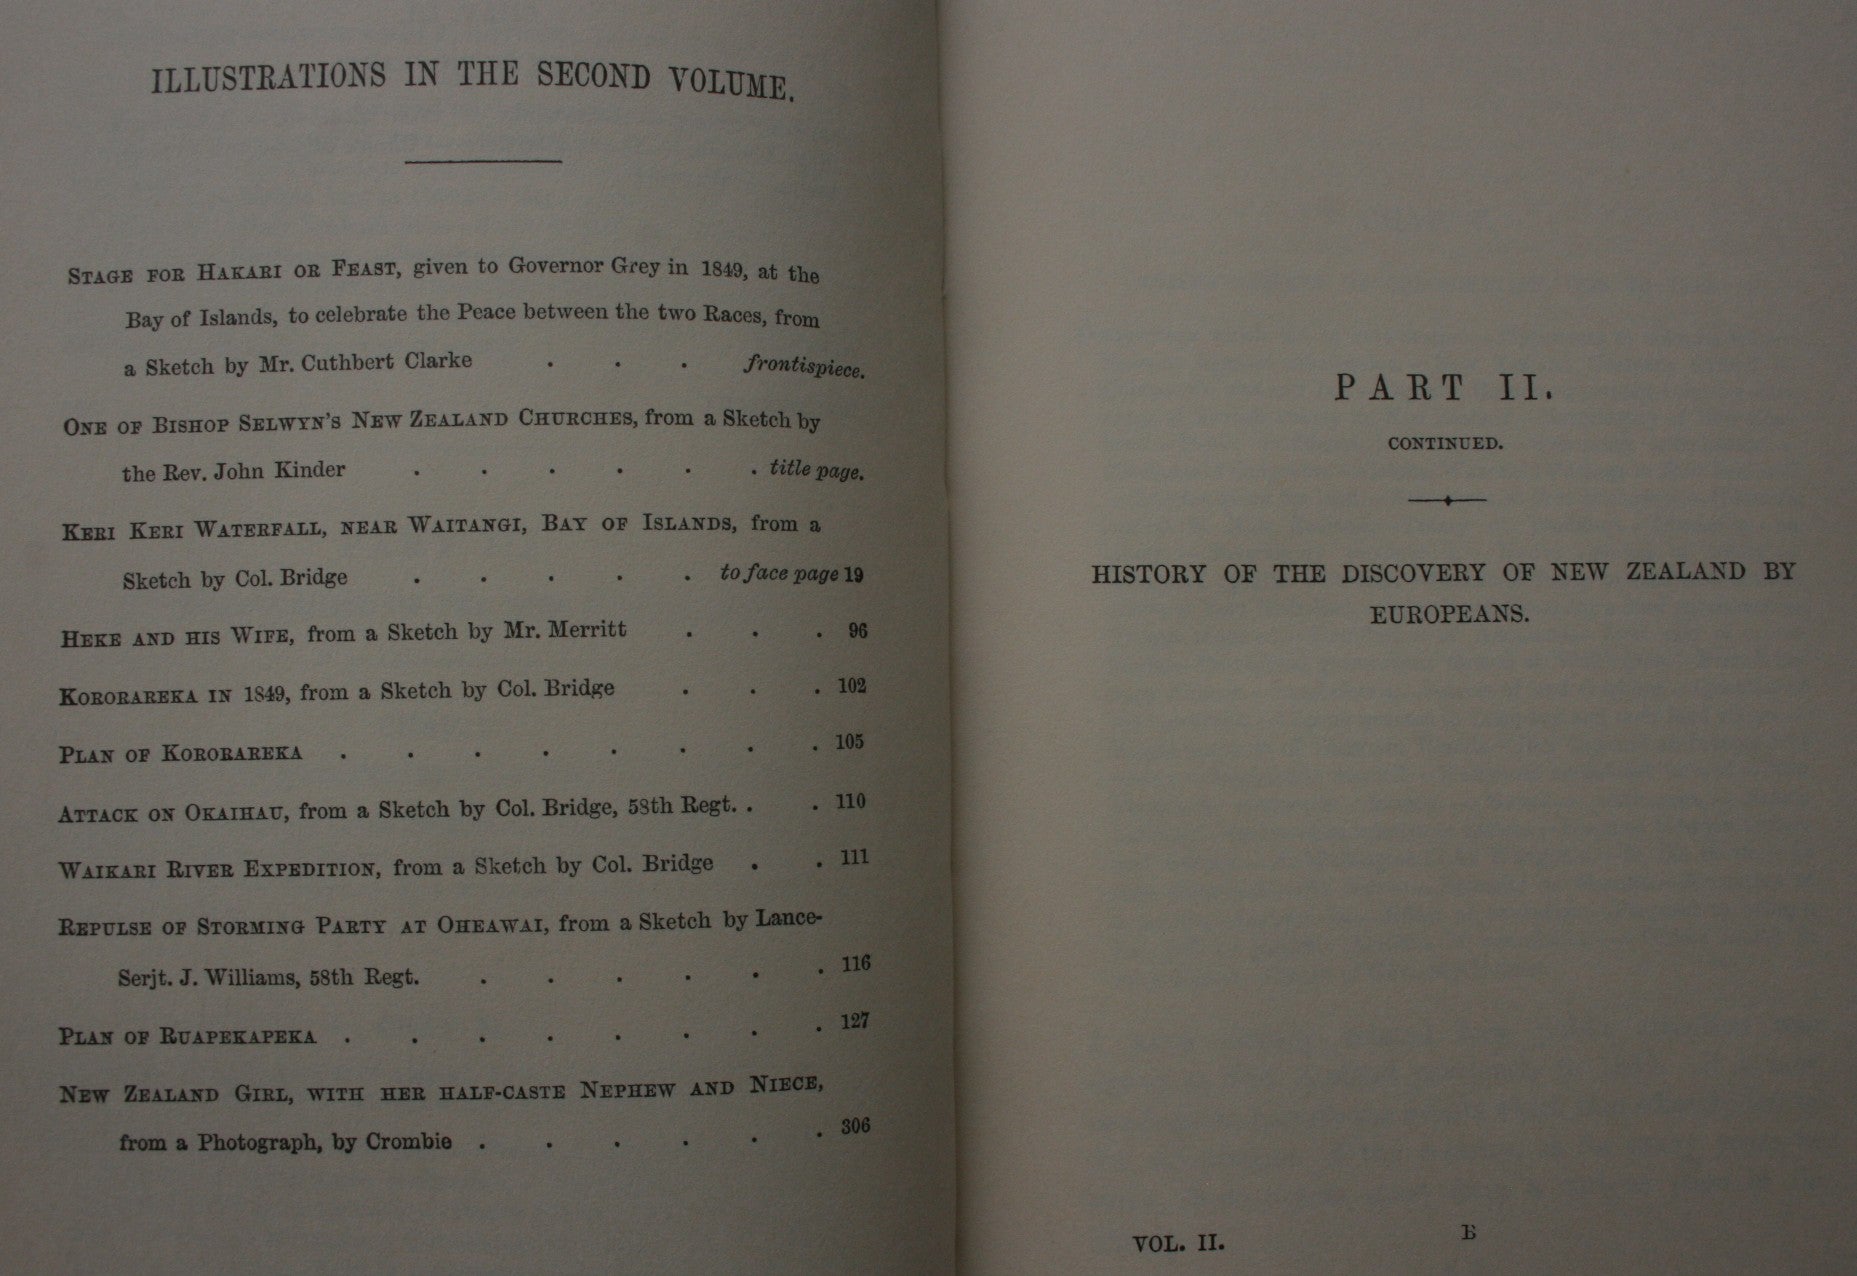 ILLUSTRATIONS IN THE SECOND VOLUME.
STAGE FOR HAKARI OR FEAST, given to Governor Grey in 1849, at the
Bay of Islands, to celebrate the Peace between the two Races, from
a Sketch by Mr. Cuthbert Clarke . . . frontispiece.
ONE OF BISHOP SELWYN'S NEW ZEALAND CHURCHES, from a Sketch by
the Rev. John Kinder . . . . . . title page.
KERI KERI WATERFALL, NEAR WAITANGI, BAY OF ISLANDS, from a
Sketch by Col. Bridge . . . . . to face page 19
HEKE AND HIS WIFE, from a Sketch by Mr. Merritt . . . 96
KORORAREKA IN 1849, from a Sketch by Col. Bridge . . . 102
PLAN OF KORORAREKA . . . . . . . . 105
ATTACK ON OKAIHAU, from a Sketch by Col. Bridge, 58th Regt. . . 110
WAIKARI RIVER EXPEDITION, from a Sketch by Col. Bridge . . 111
REPULSE OF STORMING PARTY AT OHEAWAI, from a Sketch by Lance-
Serjt. J. Williams, 58th Regt. . . . . . . 116
PLAN OF RUAPEKAPEKA . . . . . . . . 127
NEW ZEALAND GIRL, WITH HER HALF-CASTE NEPHEW AND NIECE,
from a Photograph, by Crombie . . . . . . 306
PART II.
CONTINUED.
HISTORY OF THE DISCOVERY OF NEW ZEALAND BY
EUROPEANS.
VOL. II. B